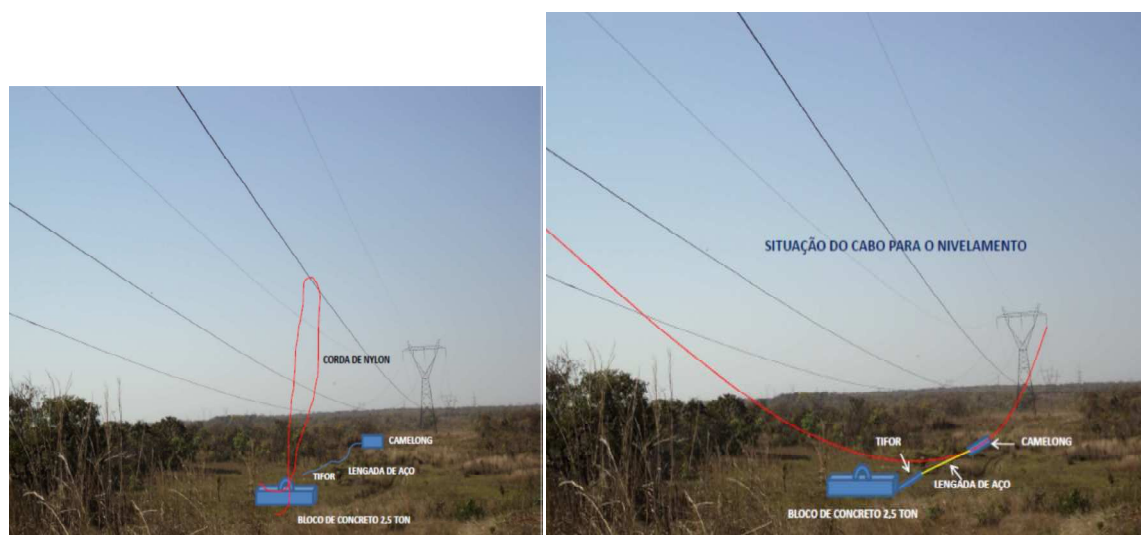 CORDA DE NYLON
CAMELONG
TIFOR
LENGADA DE AÇO
BLOCO DE CONCRETO 2,5 TON
SITUAÇÃO DO CABO PARA O NIVELAMENTO
TIFOR
CAMELONG
LENGADA DE AÇO
BLOCO DE CONCRETO 2,5 TON